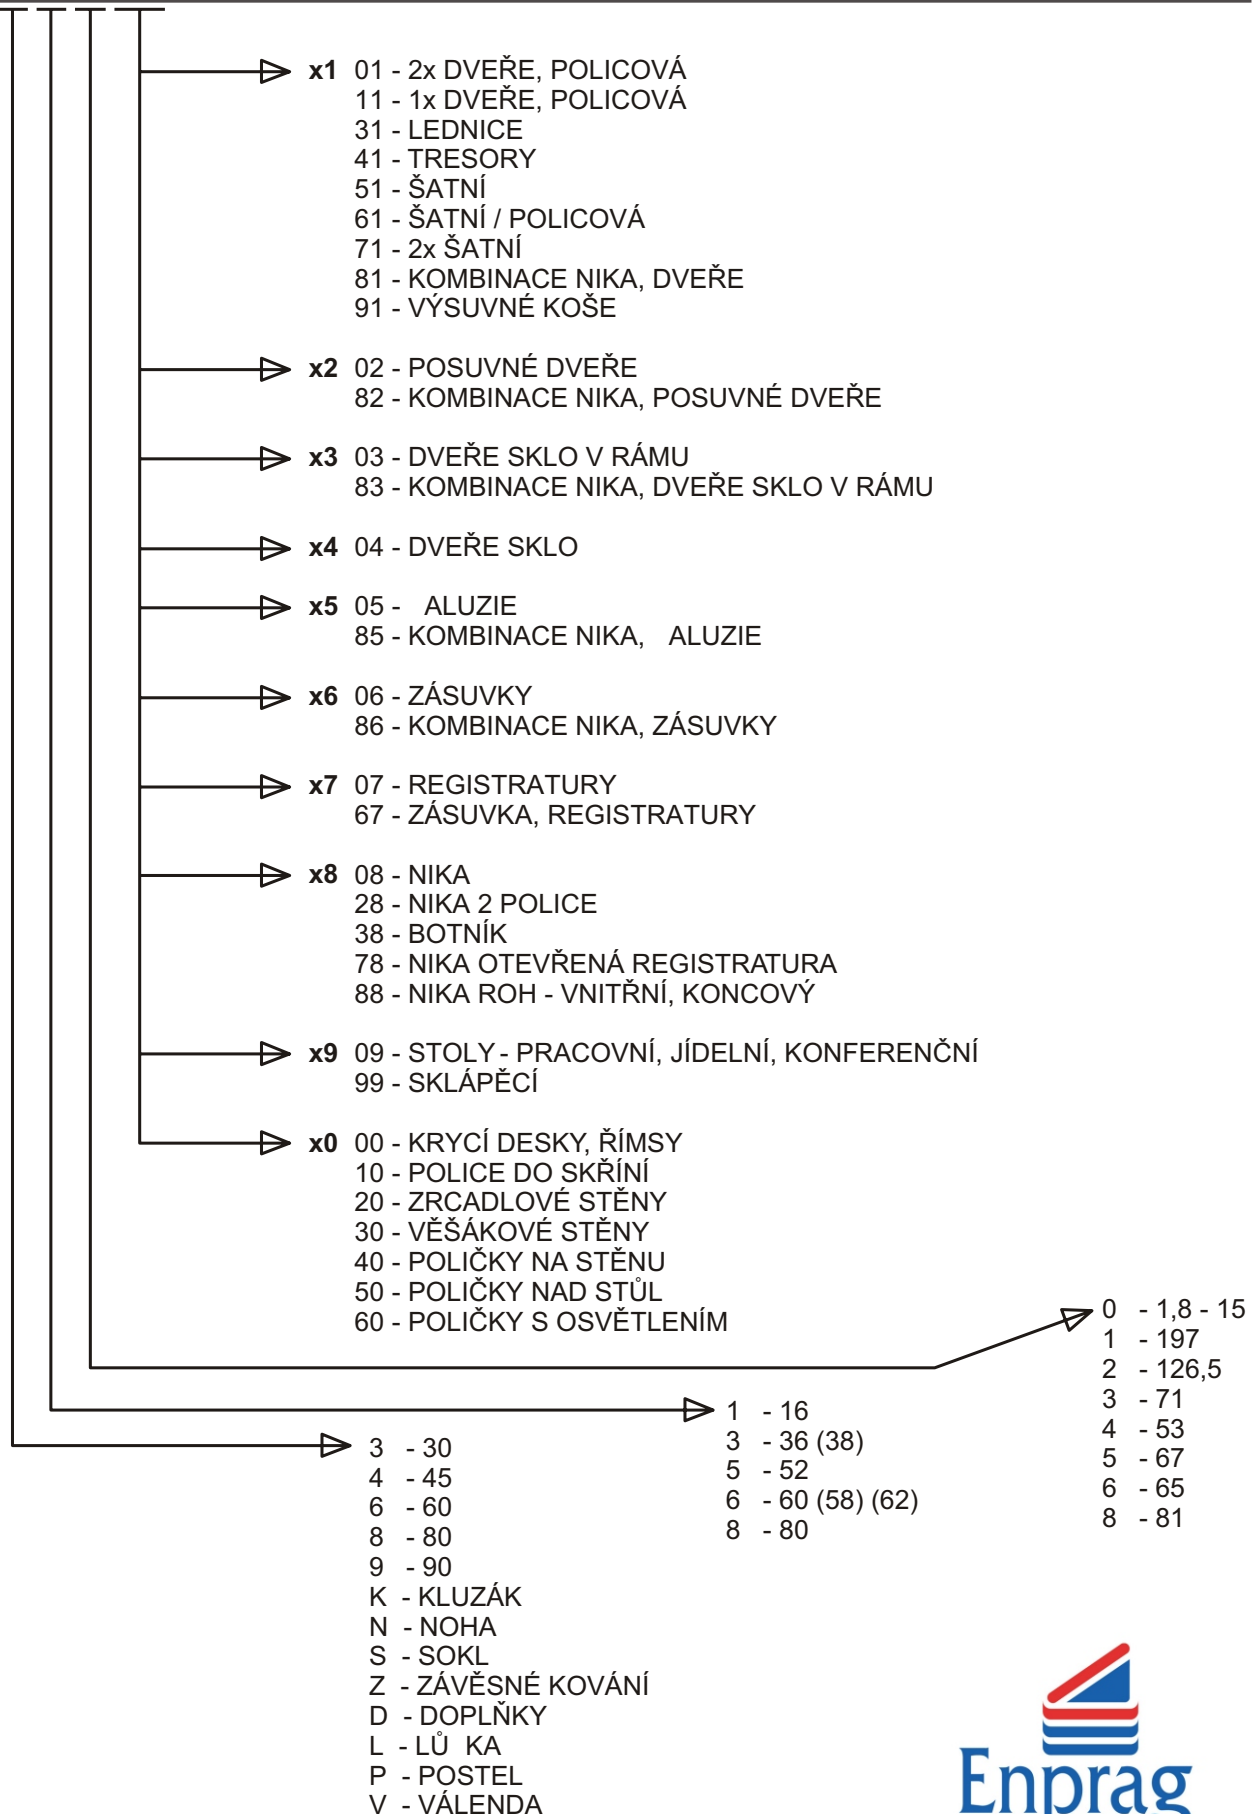 x1 01 - 2x DVEŘE, POLICOVÁ
11 - 1x DVEŘE, POLICOVÁ
31 - LEDNICE
41 - TRESORY
51 - ŠATNÍ
61 - ŠATNÍ / POLICOVÁ
71 - 2x ŠATNÍ
81 - KOMBINACE NIKA, DVEŘE
91 - VÝSUVNÉ KOŠE
x2 02 - POSUVNÉ DVEŘE
82 - KOMBINACE NIKA, POSUVNÉ DVEŘE
x3 03 - DVEŘE SKLO V RÁMU
83 - KOMBINACE NIKA, DVEŘE SKLO V RÁMU
x4 04 - DVEŘE SKLO
x5 05 - ALUZIE
85 - KOMBINACE NIKA, ALUZIE
x6 06 - ZÁSUVKY
86 - KOMBINACE NIKA, ZÁSUVKY
x7 07 - REGISTRATURY
67 - ZÁSUVKA, REGISTRATURY
x8 08 - NIKA
28 - NIKA 2 POLICE
38 - BOTNÍK
78 - NIKA OTEVŘENÁ REGISTRATURA
88 - NIKA ROH - VNITŘNÍ, KONCOVÝ
x9 09 - STOLY - PRACOVNÍ, JÍDELNÍ, KONFERENČNÍ
99 - SKLÁPĚCÍ
x0 00 - KRYCÍ DESKY, ŘÍMSY
10 - POLICE DO SKŘÍNÍ
20 - ZRCADLOVÉ STĚNY
30 - VĚŠÁKOVÉ STĚNY
40 - POLIČKY NA STĚNU
50 - POLIČKY NAD STŮL
60 - POLIČKY S OSVĚTLENÍM
0 - 1,8 - 15
1 - 197
2 - 126,5
3 - 71
4 - 53
5 - 67
6 - 65
8 - 81
1 - 16
3 - 36 (38)
5 - 52
6 - 60 (58) (62)
8 - 80
3 - 30
4 - 45
6 - 60
8 - 80
9 - 90
K - KLUZÁK
N - NOHA
S - SOKL
Z - ZÁVĚSNÉ KOVÁNÍ
D - DOPLŇKY
L - LŮ KA
P - POSTEL
V - VÁLENDA
Enprag